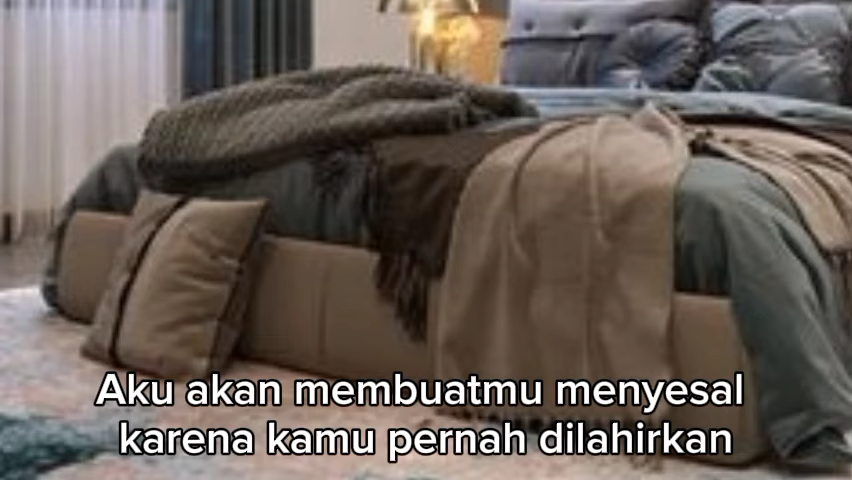 Aku akan membuatmu menyesal
karena kamu pernah dilahirkan